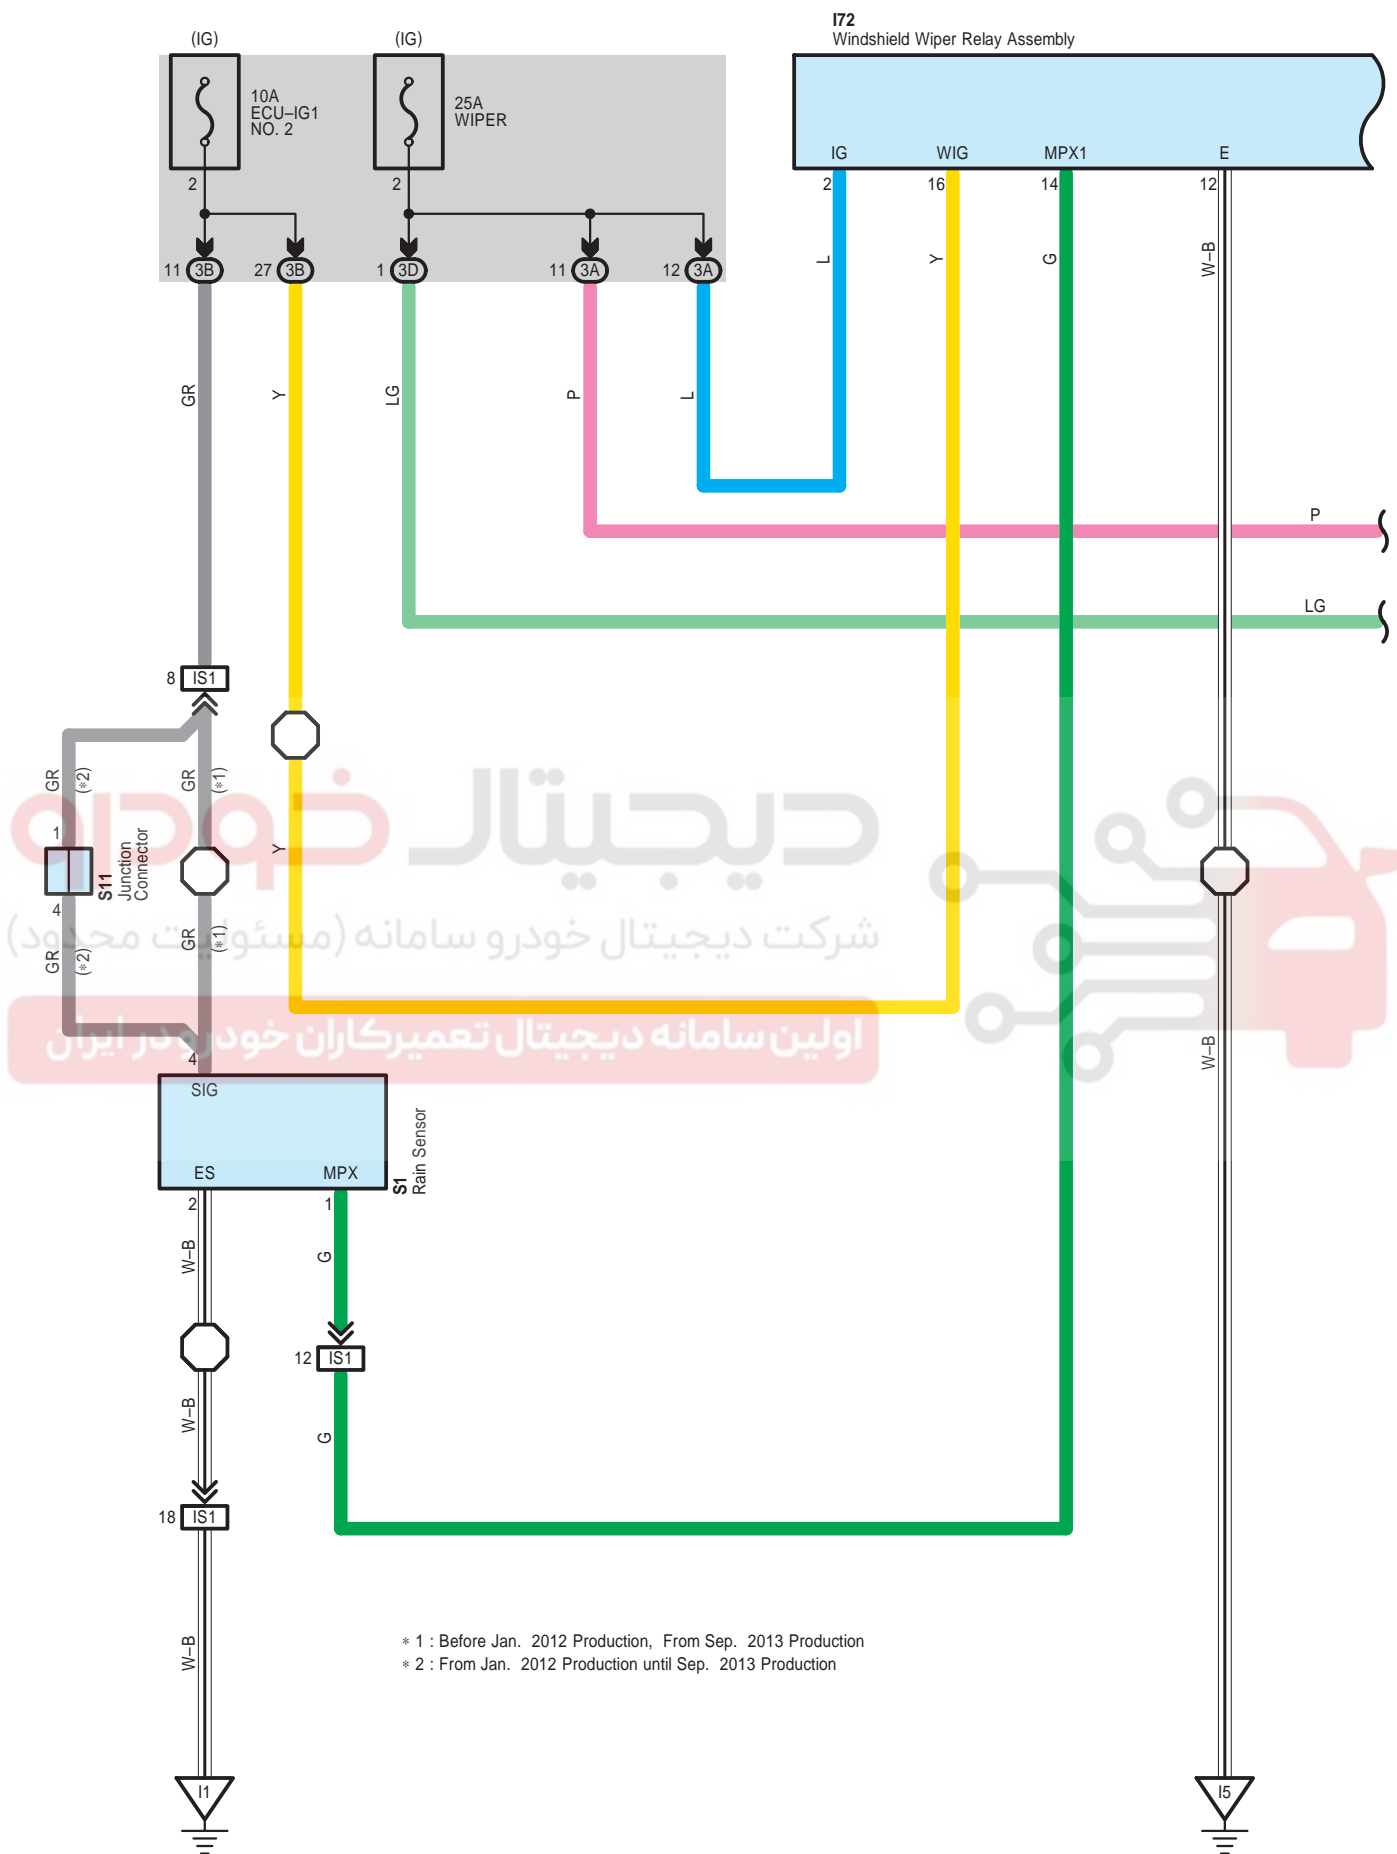 I72
Windshield Wiper Relay Assembly
(IG)
(IG)
10A
ECU–IG1
NO. 2
25A
WIPER
IG
WIG
MPX1
E
2
2
2
16
14
12
11
3B
27
3B
1
3D
11
3A
12
3A
L
Y
G
W–B
GR
Y
LG
P
L
P
LG
8
IS1
GR
(*2)
GR
(*1)
Y
1
S11
Junction
Connector
4
GR
(*2)
GR
(*1)
دیجیتال خودرو
شرکت دیجیتال خودرو سامانه (مسئولیت محدود)
اولین سامانه دیجیتال تعمیرکاران خودرو در ایران
W–B
4
SIG
ES
MPX
S1
Rain Sensor
2
1
W–B
G
12
IS1
W–B
G
18
IS1
W–B
* 1 : Before Jan. 2012 Production, From Sep. 2013 Production
* 2 : From Jan. 2012 Production until Sep. 2013 Production
I1
I5